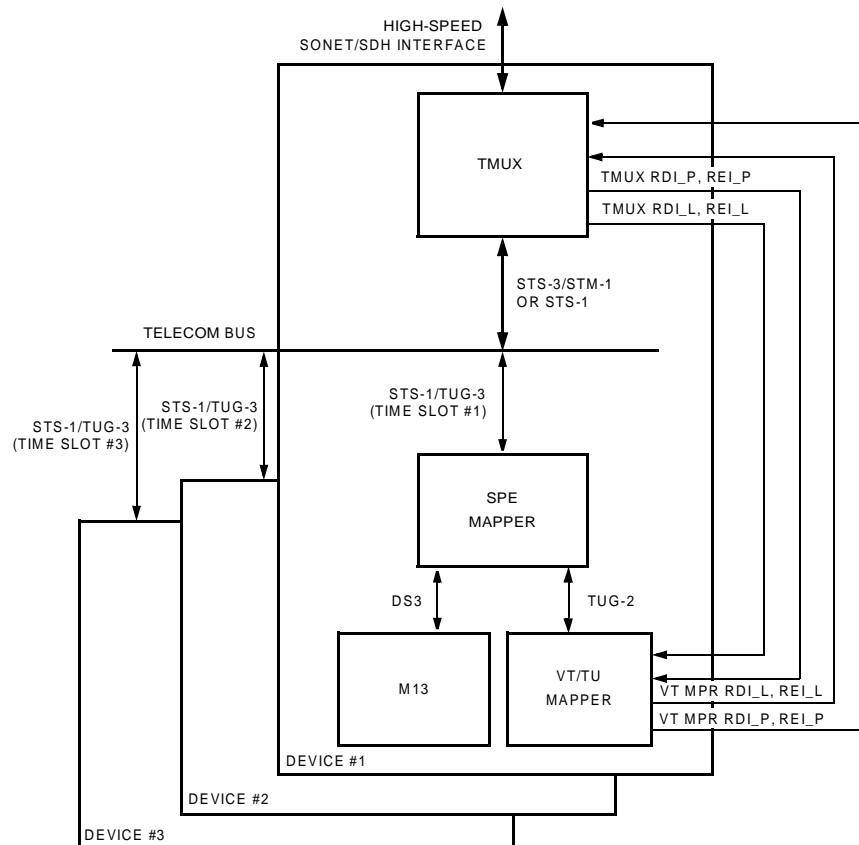 HIGH-SPEED
SONET/SDH INTERFACE
TMUX
TMUX RDI_P, REI_P
TMUX RDI_L, REI_L
STS-3/STM-1
OR STS-1
TELECOM BUS
STS-1/TUG-3
(TIME SLOT #3)
STS-1/TUG-3
(TIME SLOT #2)
STS-1/TUG-3
(TIME SLOT #1)
SPE
MAPPER
DS3
TUG-2
M13
VT/TU
MAPPER
VT MPR RDI_L, REI_L
VT MPR RDI_P, REI_P
DEVICE #1
DEVICE #2
DEVICE #3